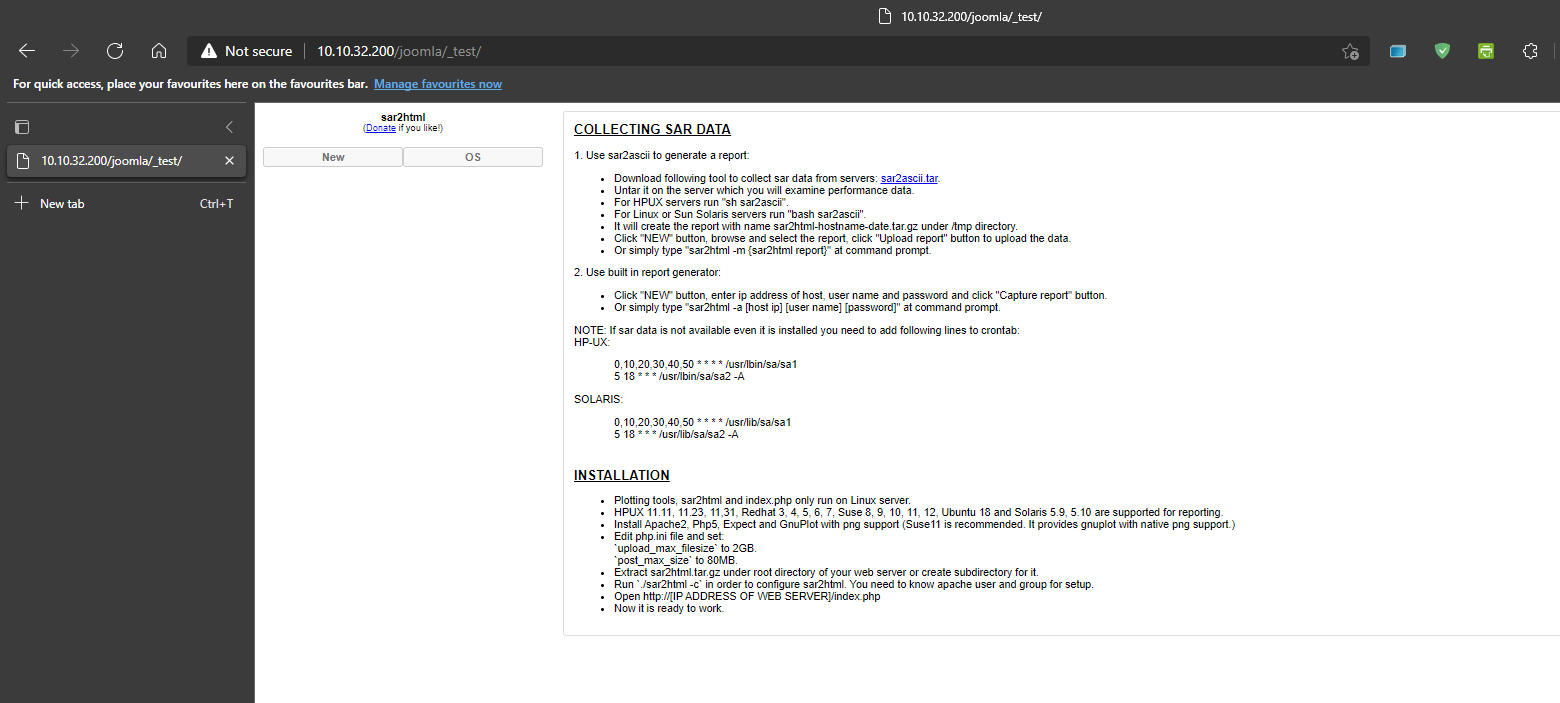 10.10.32.200/joomla/_test/
Not secure 10.10.32.200/joomla/_test/
For quick access, place your favourites here on the favourites bar. Manage favourites now
10.10.32.200/joomla/_test/
New tab Ctrl+T
sar2html
(Donate if you like!)
New OS
COLLECTING SAR DATA
1. Use sar2ascii to generate a report:
• Download following tool to collect sar data from servers: sar2ascii.tar.
• Untar it on the server which you will examine performance data.
• For HPUX servers run "sh sar2ascii".
• For Linux or Sun Solaris servers run "bash sar2ascii".
• It will create the report with name sar2html-hostname-date.tar.gz under /tmp directory.
• Click "NEW" button, browse and select the report, click "Upload report" button to upload the data.
• Or simply type "sar2html -m {sar2html report}" at command prompt.
2. Use built in report generator:
• Click "NEW" button, enter ip address of host, user name and password and click "Capture report" button.
• Or simply type "sar2html -a [host ip] [user name] [password]" at command prompt.
NOTE: If sar data is not available even it is installed you need to add following lines to crontab:
HP-UX:
0,10,20,30,40,50 * * * * /usr/lbin/sa/sa1
5 18 * * * /usr/lbin/sa/sa2 -A
SOLARIS:
0,10,20,30,40,50 * * * * /usr/lib/sa/sa1
5 18 * * * /usr/lib/sa/sa2 -A
INSTALLATION
• Plotting tools, sar2html and index.php only run on Linux server.
• HPUX 11.11, 11.23, 11,31, Redhat 3, 4, 5, 6, 7, Suse 8, 9, 10, 11, 12, Ubuntu 18 and Solaris 5.9, 5.10 are supported for reporting.
• Install Apache2, Php5, Expect and GnuPlot with png support (Suse11 is recommended. It provides gnuplot with native png support.)
• Edit php.ini file and set:
`upload_max_filesize` to 2GB.
`post_max_size` to 80MB.
• Extract sar2html.tar.gz under root directory of your web server or create subdirectory for it.
• Run `./sar2html -c` in order to configure sar2html. You need to know apache user and group for setup.
• Open http://[IP ADDRESS OF WEB SERVER]/index.php
• Now it is ready to work.